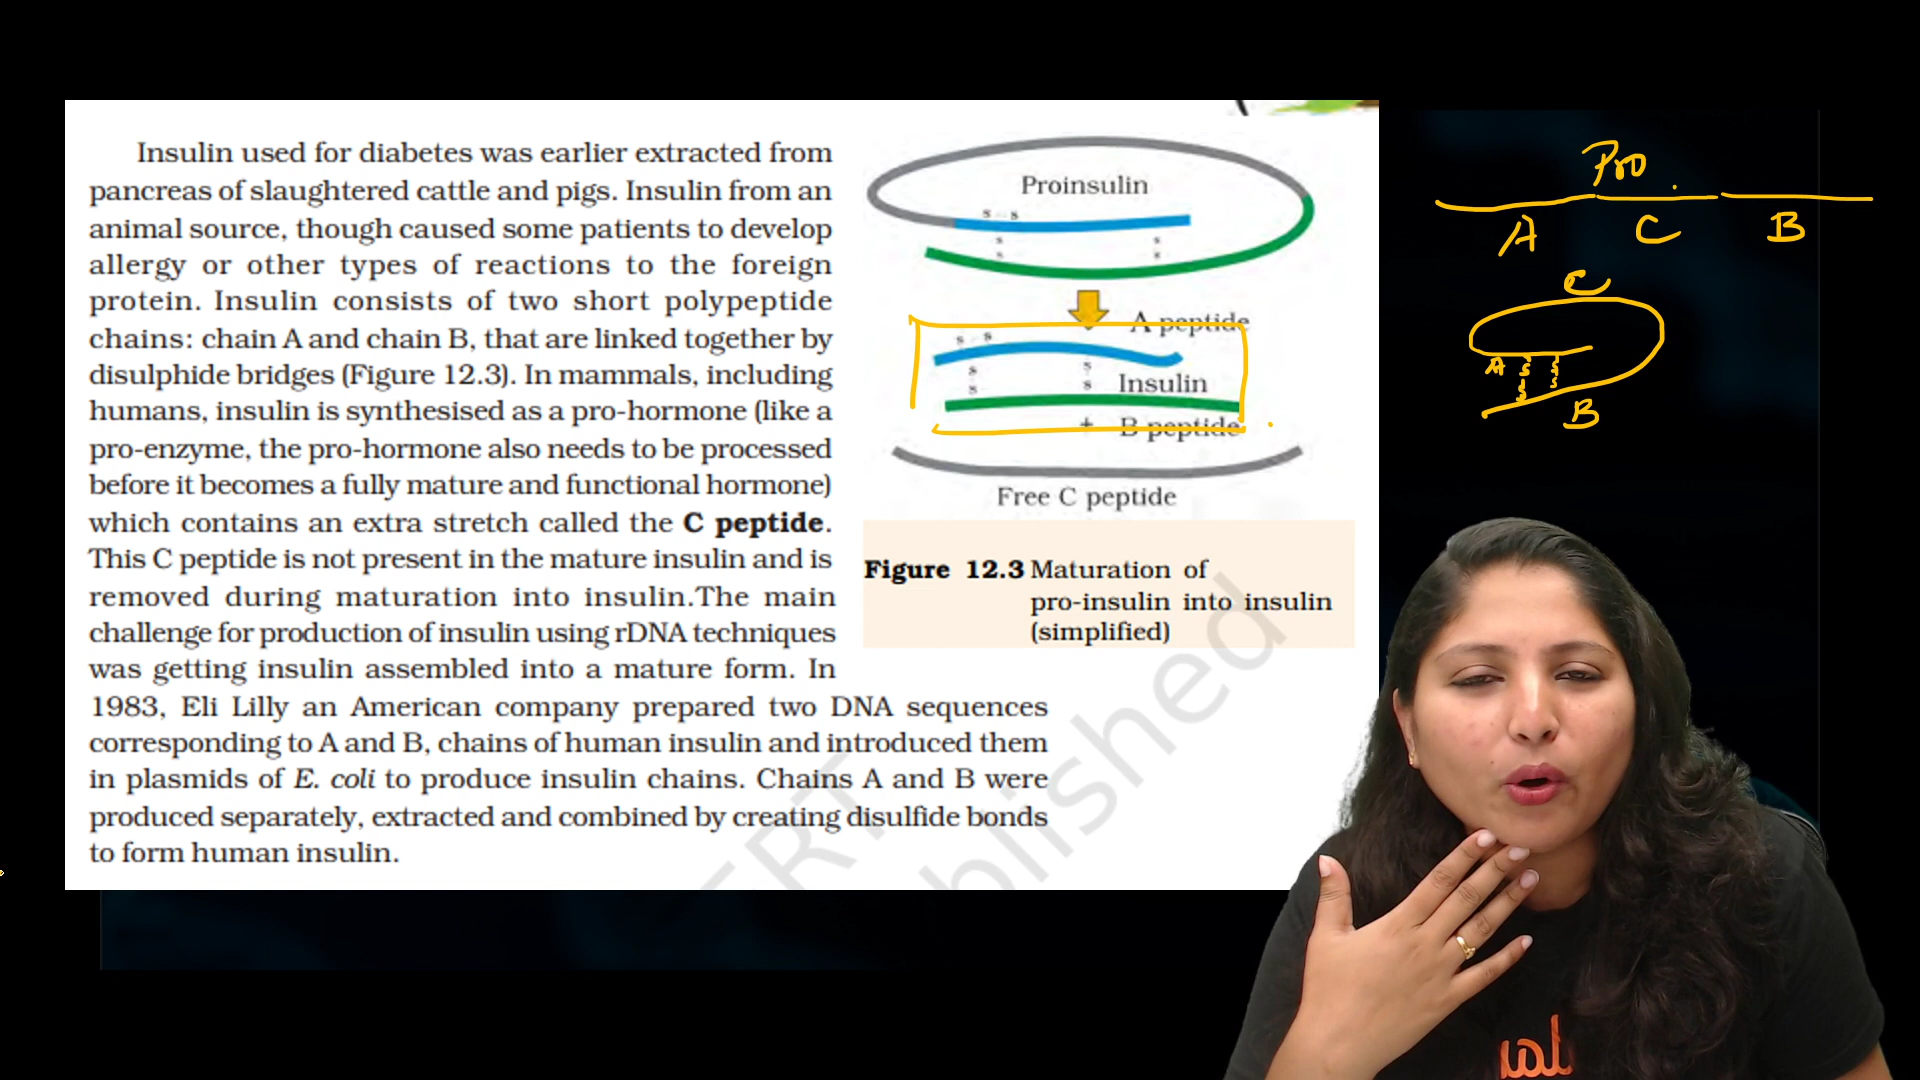 Insulin used for diabetes was earlier extracted from
pancreas of slaughtered cattle and pigs. Insulin from an
animal source, though caused some patients to develop
allergy or other types of reactions to the foreign
protein. Insulin consists of two short polypeptide
chains: chain A and chain B, that are linked together by
disulphide bridges (Figure 12.3). In mammals, including
humans, insulin is synthesised as a pro-hormone (like a
pro-enzyme, the pro-hormone also needs to be processed
before it becomes a fully mature and functional hormone)
which contains an extra stretch called the C peptide.
This C peptide is not present in the mature insulin and is
removed during maturation into insulin.The main
challenge for production of insulin using rDNA techniques
was getting insulin assembled into a mature form. In
1983, Eli Lilly an American company prepared two DNA sequences
corresponding to A and B, chains of human insulin and introduced them
in plasmids of E. coli to produce insulin chains. Chains A and B were
produced separately, extracted and combined by creating disulfide bonds
to form human insulin.
Proinsulin
s s
s s
s s
A peptide
s s
s s
s s Insulin
+ B peptide
Free C peptide
Figure 12.3 Maturation of
pro-insulin into insulin
(simplified)
Pro
A C B
C
A s s
s s
B
blished